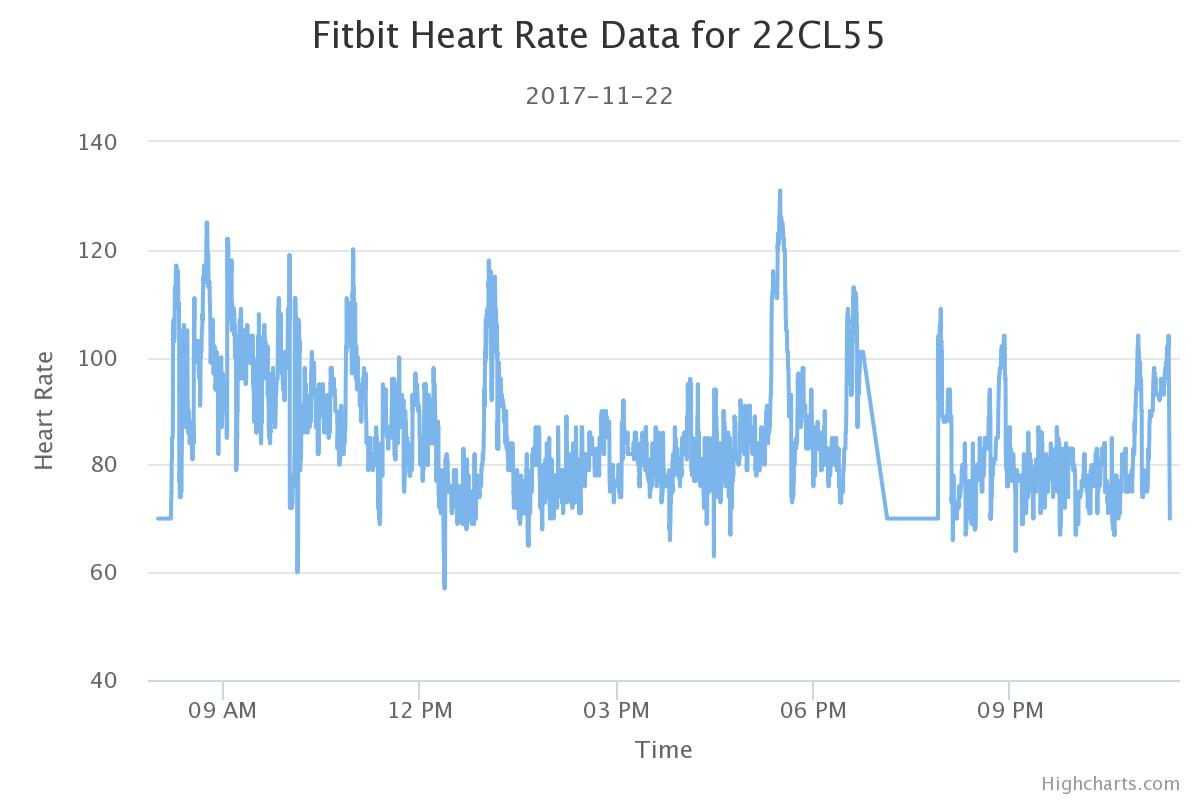 Fitbit Heart Rate Data for 22CL55
2017-11-22
Heart Rate
140
120
100
80
60
40
09 AM 12 PM 03 PM 06 PM 09 PM
Time
Highcharts.com